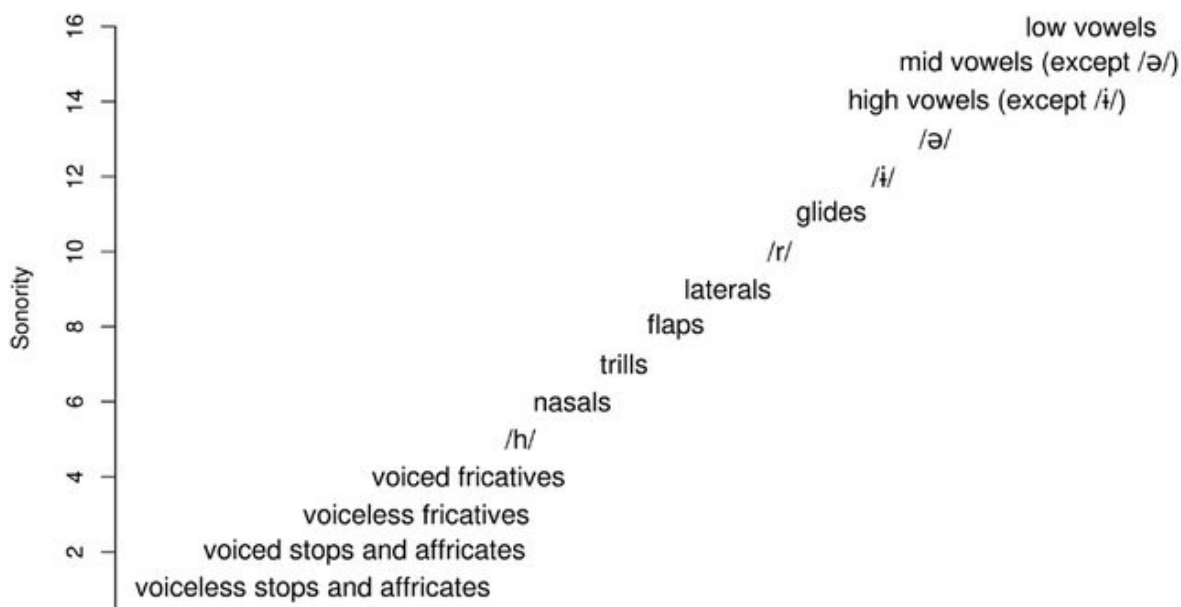 16
low vowels
mid vowels (except /ə/)
14
high vowels (except /ɨ/)
/ə/
12
/ɨ/
glides
10
/r/
laterals
Sonority
8
flaps
trills
6
nasals
/h/
4
voiced fricatives
voiceless fricatives
2
voiced stops and affricates
voiceless stops and affricates